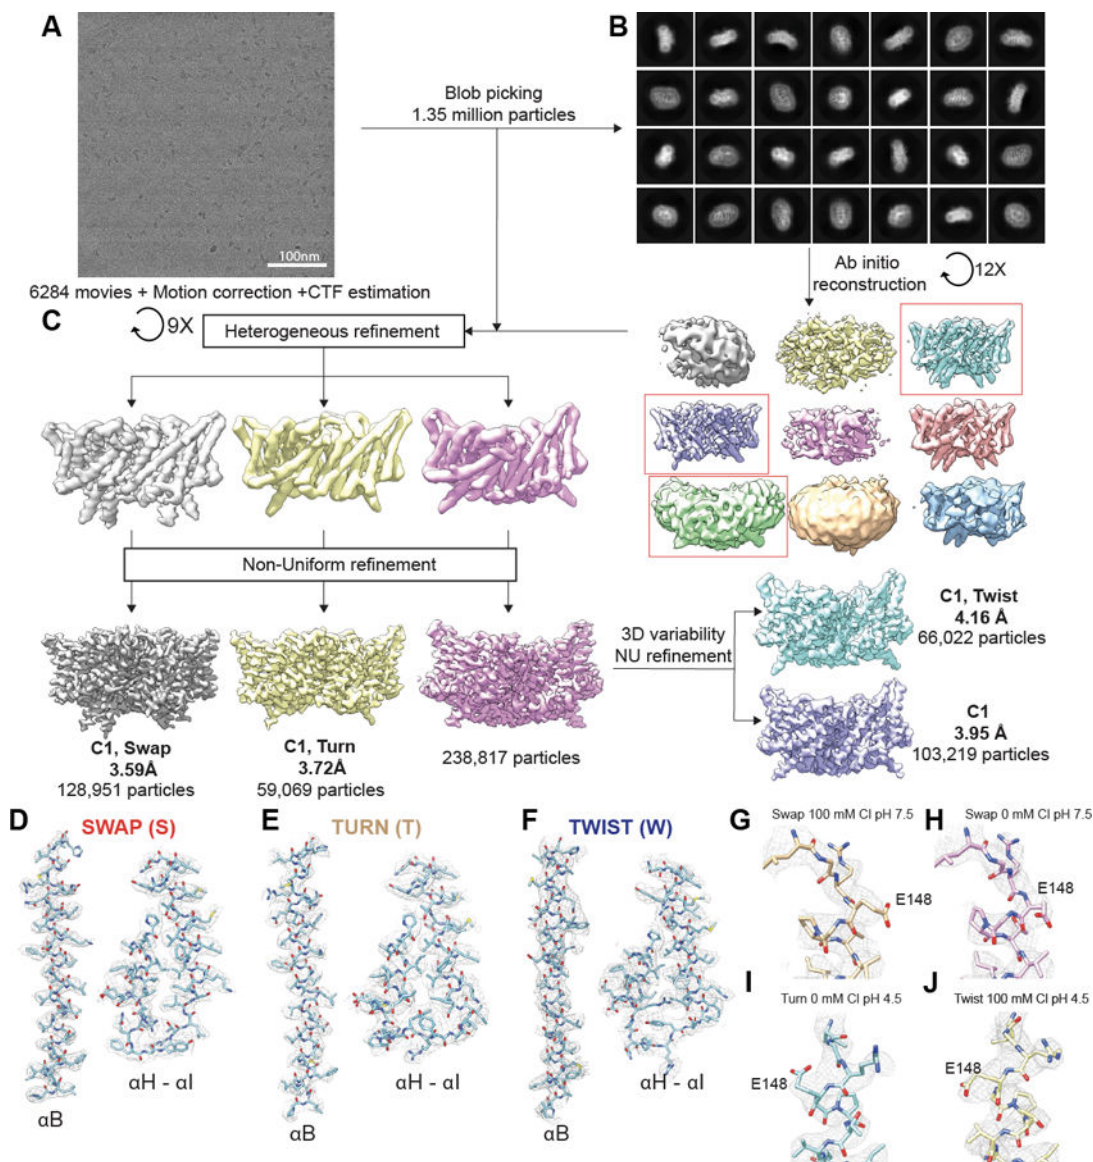 A
B
Blob picking
1.35 million particles
100nm
6284 movies + Motion correction +CTF estimation
Ab initio
reconstruction
12X
C
9X
Heterogeneous refinement
Non-Uniform refinement
3D variability
NU refinement
C1, Twist
4.16 Å
66,022 particles
C1
3.95 Å
103,219 particles
C1, Swap
3.59Å
128,951 particles
C1, Turn
3.72Å
59,069 particles
238,817 particles
D
SWAP (S)
E
TURN (T)
F
TWIST (W)
G
Swap 100 mM Cl pH 7.5
H
Swap 0 mM Cl pH 7.5
E148
E148
I
Turn 0 mM Cl pH 4.5
J
Twist 100 mM Cl pH 4.5
E148
E148
αB
αH - αI
αB
αH - αI
αB
αH - αI